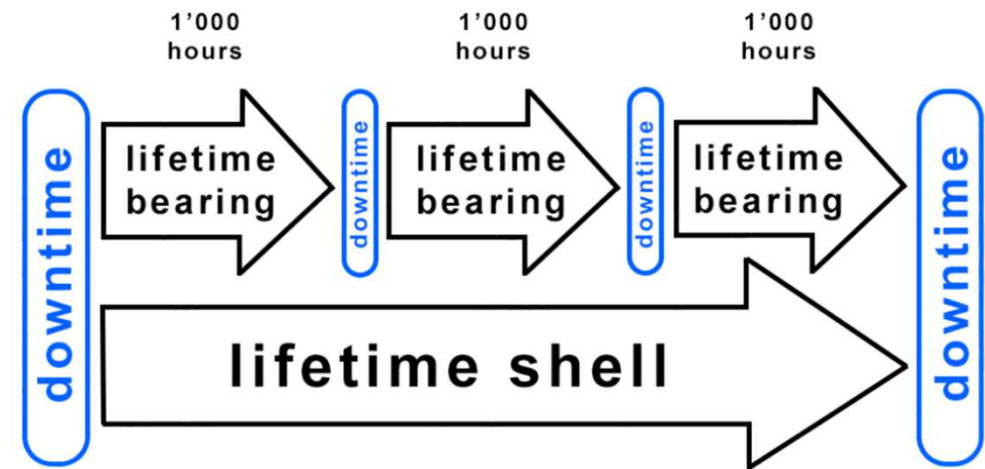 1’000
hours
1’000
hours
1’000
hours
downtime
lifetime
bearing
downtime
lifetime
bearing
downtime
lifetime
bearing
downtime
lifetime shell